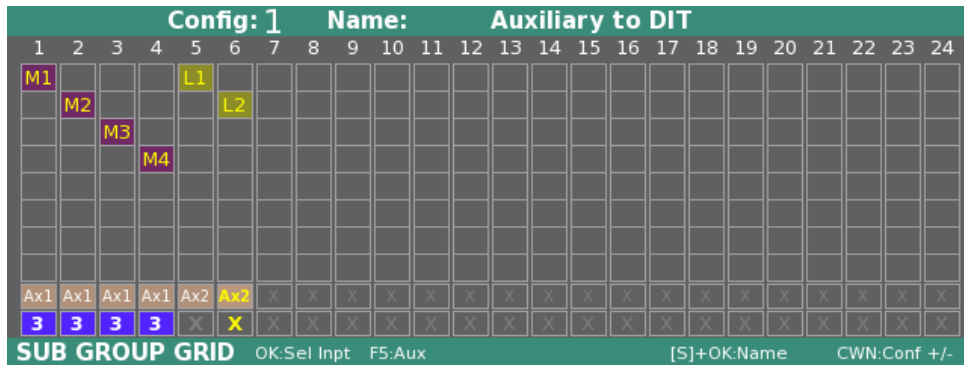 Config: 1 Name: Auxiliary to DIT
1 2 3 4 5 6 7 8 9 10 11 12 13 14 15 16 17 18 19 20 21 22 23 24
M1 L1
M2 L2
M3
M4
Ax1 Ax1 Ax1 Ax1 Ax2 Ax2 X X X X X X X X X X X X X X X X X X
3 3 3 3 X X X X X X X X X X X X X X X X X X X X
SUB GROUP GRID OK:Sel Inpt F5:Aux [S]+OK:Name CWN:Conf +/-